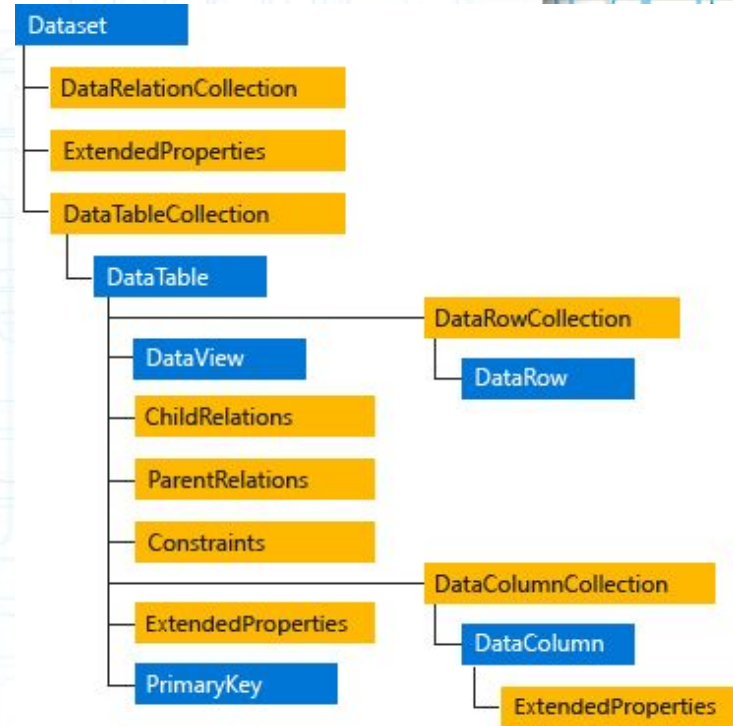 Dataset
DataRelationCollection
ExtendedProperties
DataTableCollection
DataTable
DataRowCollection
DataView
DataRow
ChildRelations
ParentRelations
Constraints
DataColumnCollection
ExtendedProperties
DataColumn
PrimaryKey
ExtendedProperties